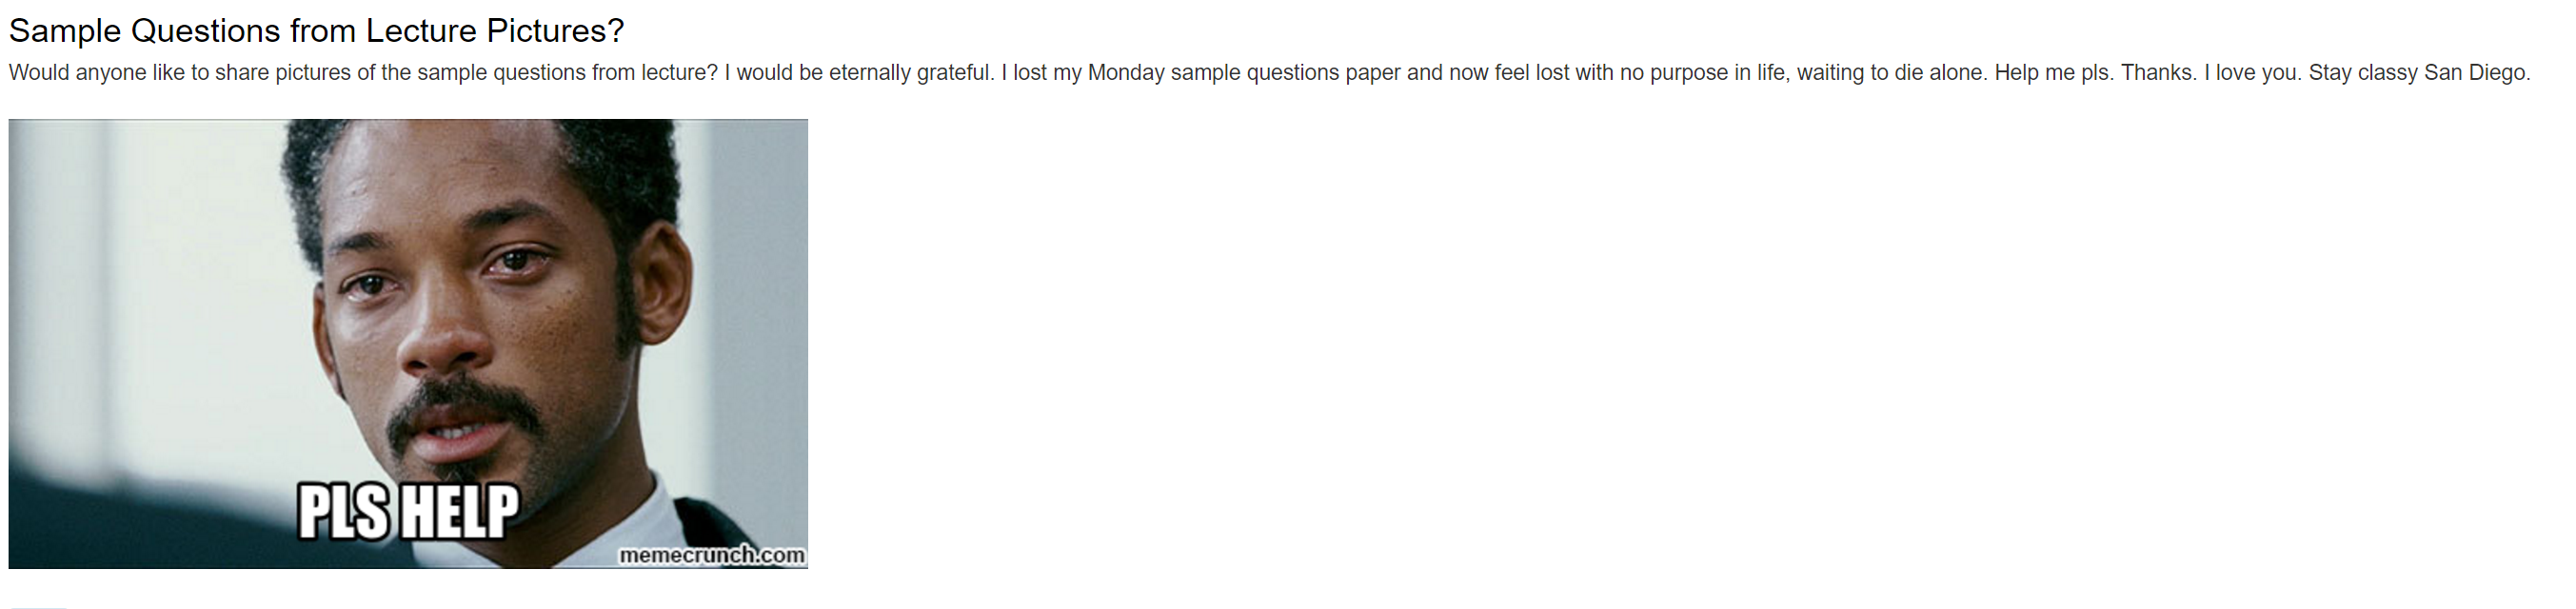 Sample Questions from Lecture Pictures?
Would anyone like to share pictures of the sample questions from lecture? I would be eternally grateful. I lost my Monday sample questions paper and now feel lost with no purpose in life, waiting to die alone. Help me pls. Thanks. I love you. Stay classy San Diego.
PLS HELP
memecrunch.com